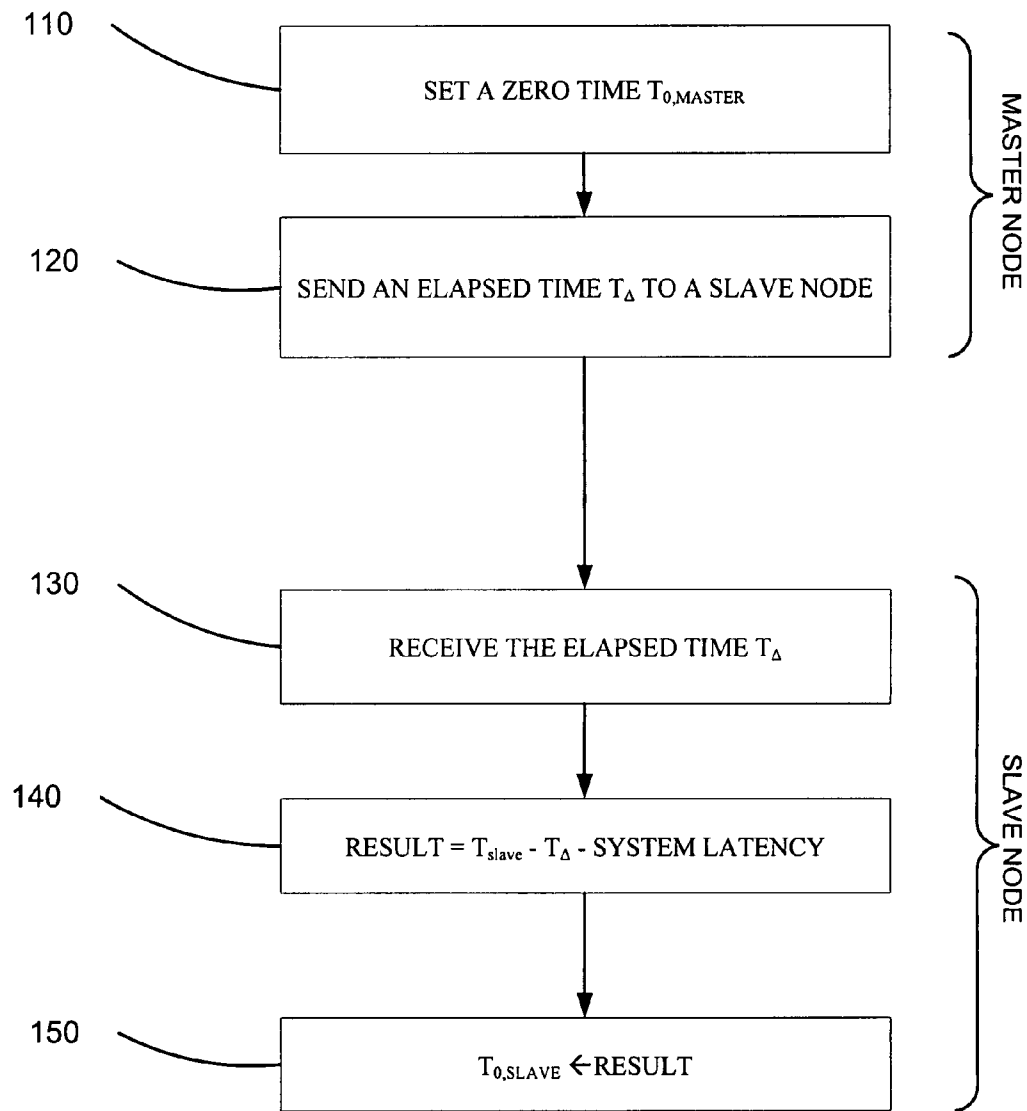 110
SET A ZERO TIME T0,MASTER
MASTER NODE
120
SEND AN ELAPSED TIME TΔ TO A SLAVE NODE
130
RECEIVE THE ELAPSED TIME TΔ
140
RESULT = Tslave - TΔ - SYSTEM LATENCY
SLAVE NODE
150
T0,SLAVE ←RESULT